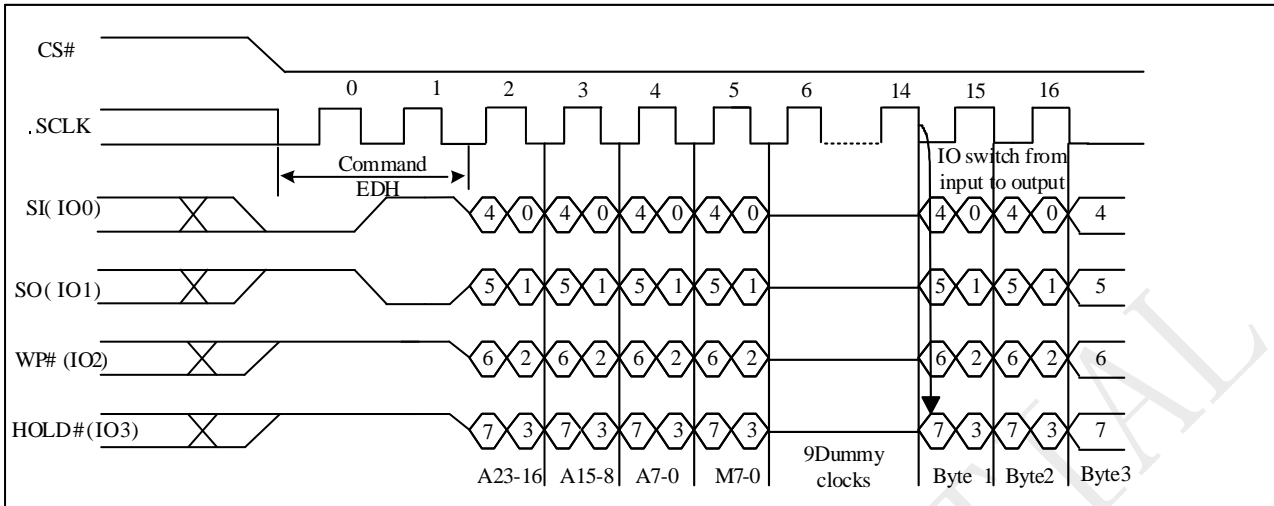 CS#
0 1 2 3 4 5 6 14 15 16
.SCLK
Command
EDH
IO switch from
input to output
SI( IO0) 4 0 4 0 4 0 4 0 4 0 4 0 4
SO( IO1) 5 1 5 1 5 1 5 1 5 1 5 1 5
WP# (IO2) 6 2 6 2 6 2 6 2 6 2 6 2 6
HOLD# (IO3) 7 3 7 3 7 3 7 3 7 3 7 3 7
A23-16 A15-8 A7-0 M7-0 9Dummy Byte 1 Byte2 Byte3
clocks
TIAL